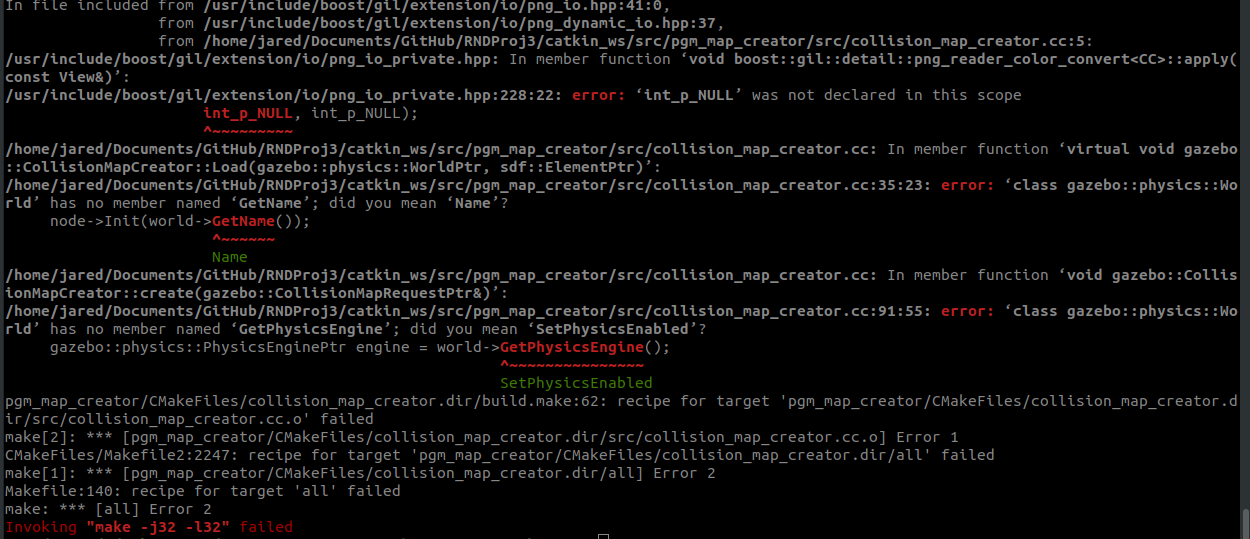 In file included from /usr/include/boost/gil/extension/io/png_io.hpp:41:0,
from /usr/include/boost/gil/extension/io/png_dynamic_io.hpp:37,
from /home/jared/Documents/GitHub/RNDProj3/catkin_ws/src/pgm_map_creator/src/collision_map_creator.cc:5:
/usr/include/boost/gil/extension/io/png_io_private.hpp: In member function ‘void boost::gil::detail::png_reader_color_convert<CC>::apply(
const View&)’:
/usr/include/boost/gil/extension/io/png_io_private.hpp:228:22: error: ‘int_p_NULL’ was not declared in this scope
int_p_NULL, int_p_NULL);
^~~~~~~~~~
/home/jared/Documents/GitHub/RNDProj3/catkin_ws/src/pgm_map_creator/src/collision_map_creator.cc: In member function ‘virtual void gazebo
::CollisionMapCreator::Load(gazebo::physics::WorldPtr, sdf::ElementPtr)’:
/home/jared/Documents/GitHub/RNDProj3/catkin_ws/src/pgm_map_creator/src/collision_map_creator.cc:35:23: error: ‘class gazebo::physics::Wo
rld’ has no member named ‘GetName’; did you mean ‘Name’?
node->Init(world->GetName());
^~~~~~~
Name
/home/jared/Documents/GitHub/RNDProj3/catkin_ws/src/pgm_map_creator/src/collision_map_creator.cc: In member function ‘void gazebo::Collis
ionMapCreator::create(gazebo::CollisionMapRequestPtr&)’:
/home/jared/Documents/GitHub/RNDProj3/catkin_ws/src/pgm_map_creator/src/collision_map_creator.cc:91:55: error: ‘class gazebo::physics::Wo
rld’ has no member named ‘GetPhysicsEngine’; did you mean ‘SetPhysicsEnabled’?
gazebo::physics::PhysicsEnginePtr engine = world->GetPhysicsEngine();
^~~~~~~~~~~~~~~~
SetPhysicsEnabled
pgm_map_creator/CMakeFiles/collision_map_creator.dir/build.make:62: recipe for target 'pgm_map_creator/CMakeFiles/collision_map_creator.d
ir/src/collision_map_creator.cc.o' failed
make[2]: *** [pgm_map_creator/CMakeFiles/collision_map_creator.dir/src/collision_map_creator.cc.o] Error 1
CMakeFiles/Makefile2:2247: recipe for target 'pgm_map_creator/CMakeFiles/collision_map_creator.dir/all' failed
make[1]: *** [pgm_map_creator/CMakeFiles/collision_map_creator.dir/all] Error 2
Makefile:140: recipe for target 'all' failed
make: *** [all] Error 2
Invoking "make -j32 -l32" failed